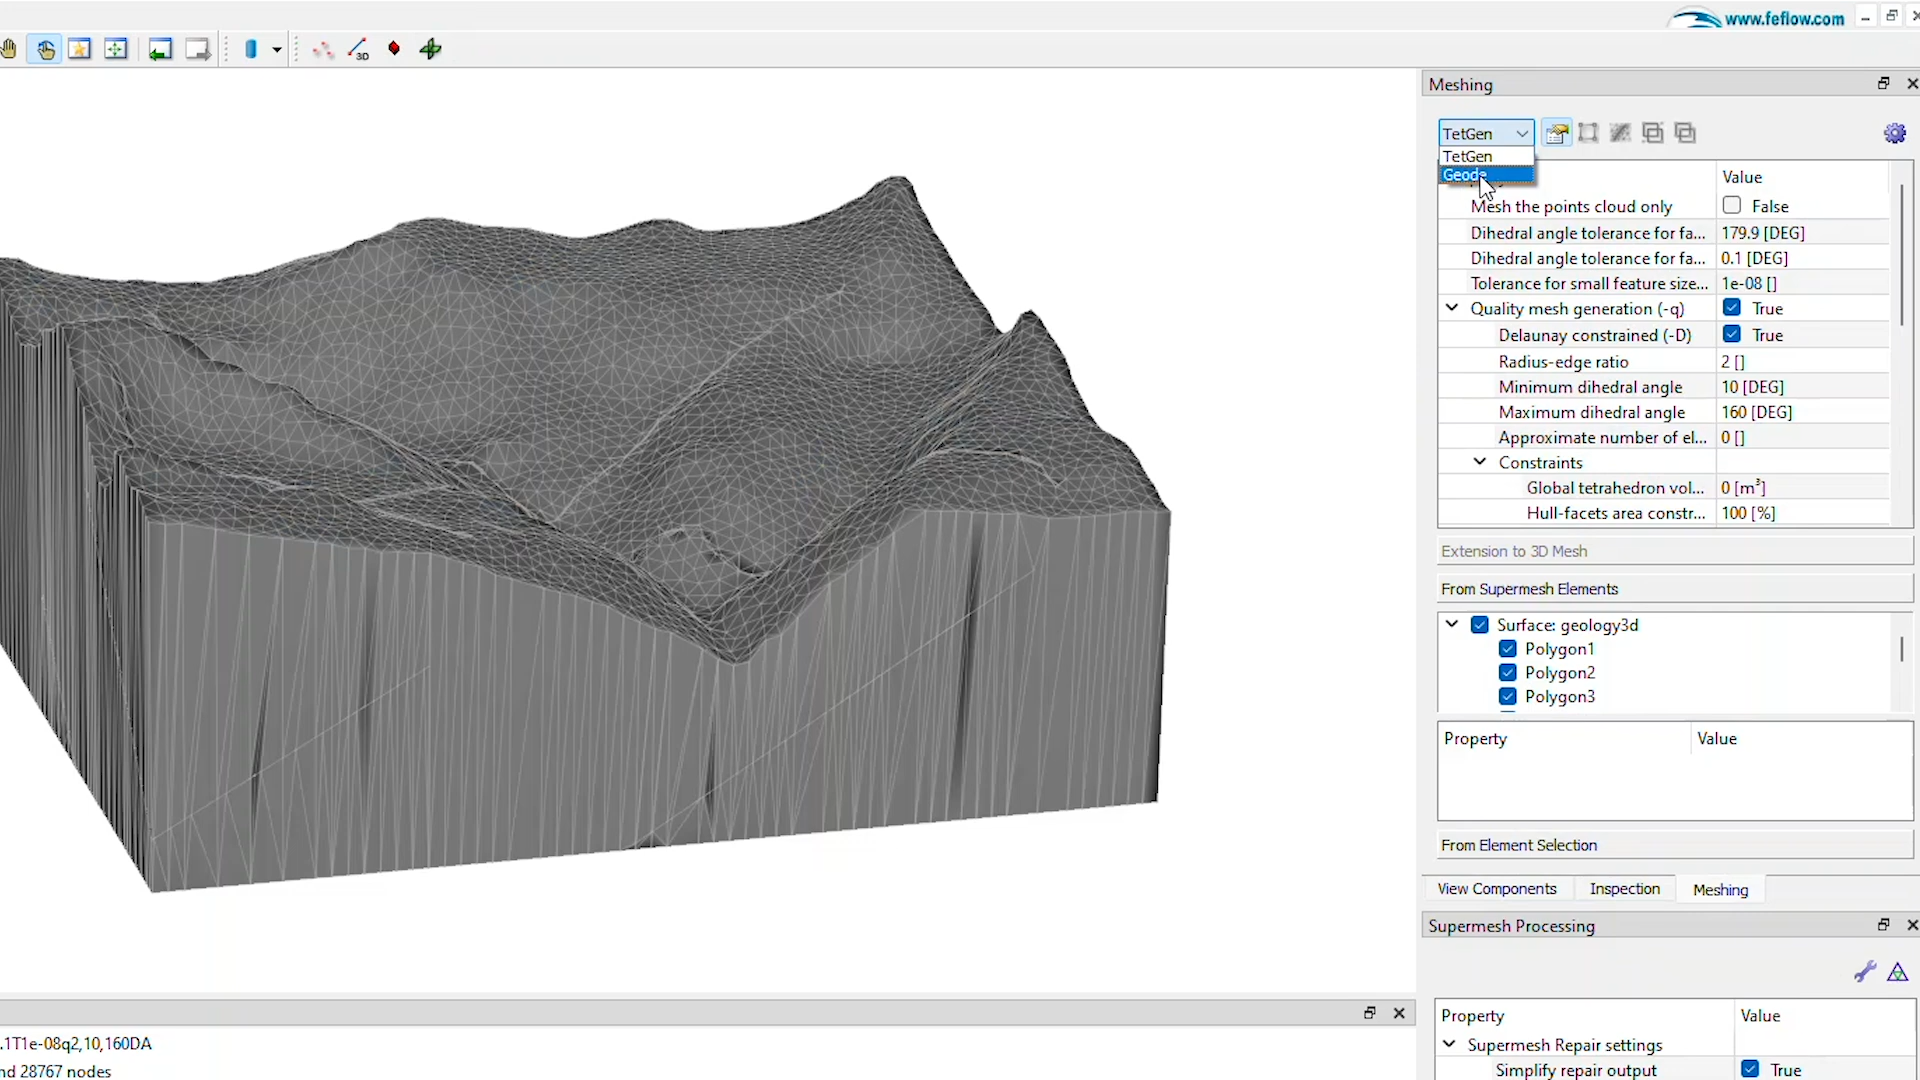 www.feflow.com
3D
Meshing
TetGen
TetGen
Geode
Value
Mesh the points cloud only False
Dihedral angle tolerance for fa... 179.9 [DEG]
Dihedral angle tolerance for fa... 0.1 [DEG]
Tolerance for small feature size... 1e-08 []
Quality mesh generation (-q) True
Delaunay constrained (-D) True
Radius-edge ratio 2 []
Minimum dihedral angle 10 [DEG]
Maximum dihedral angle 160 [DEG]
Approximate number of el... 0 []
Constraints
Global tetrahedron vol... 0 [m³]
Hull-facets area constr... 100 [%]
Extension to 3D Mesh
From Supermesh Elements
Surface: geology3d
Polygon1
Polygon2
Polygon3
Property Value
From Element Selection
View Components Inspection Meshing
Supermesh Processing
Property Value
Supermesh Repair settings
Simplify repair output True
.1T1e-08q2,10,160DA
nd 28767 nodes